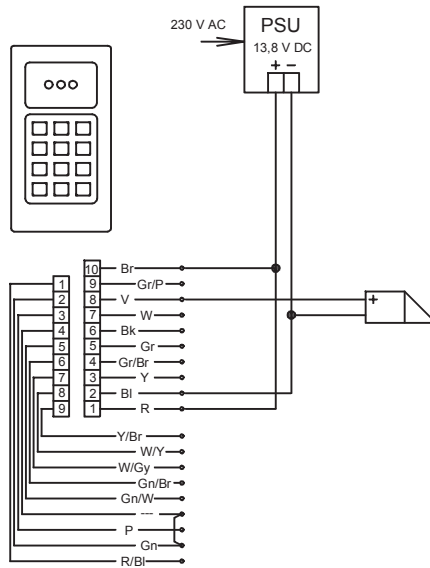 230 V AC
PSU
13,8 V DC
+ −
10 Br
1 9 Gr/P
2 8 V
+
3 7 W
4 6 Bk
5 5 Gr
6 4 Gr/Br
7 3 Y
8 2 Bl
9 1 R
Y/Br
W/Y
W/Gy
Gn/Br
Gn/W
---
P
Gn
R/Bl